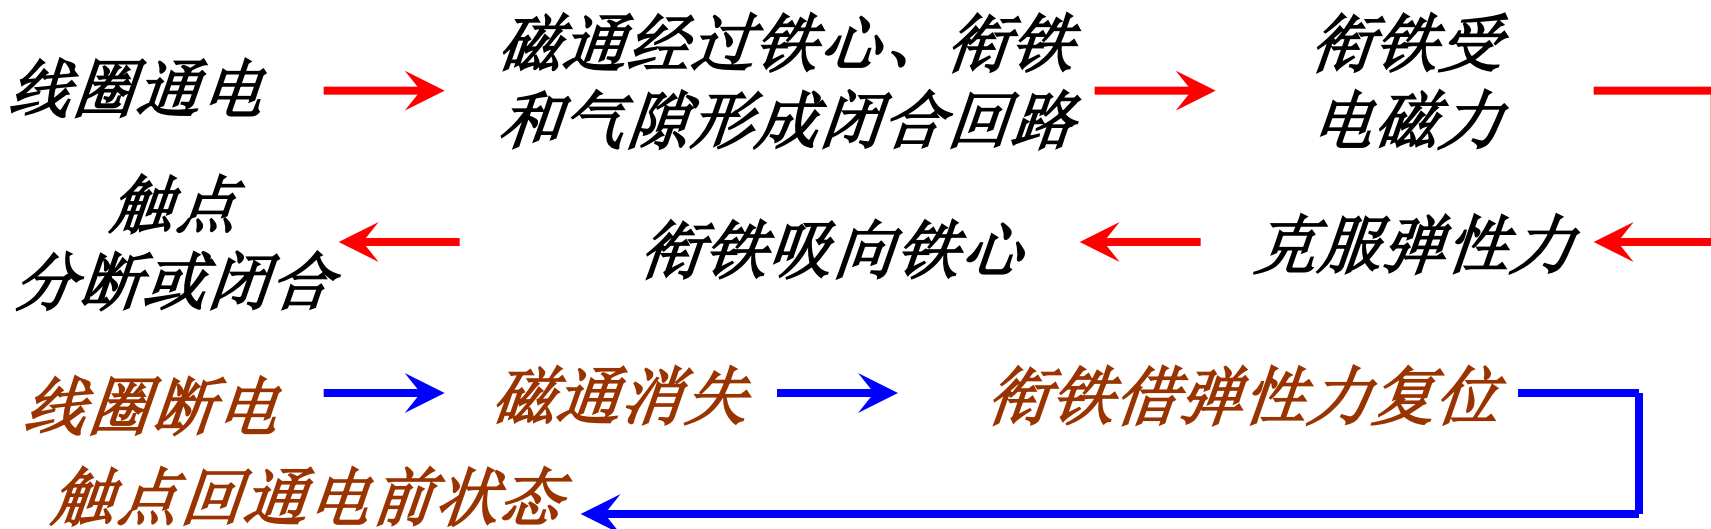 线圈通电
磁通经过铁心、衔铁
和气隙形成闭合回路
衔铁受
电磁力
克服弹性力
衔铁吸向铁心
触点
分断或闭合
线圈断电
磁通消失
衔铁借弹性力复位
触点回通电前状态